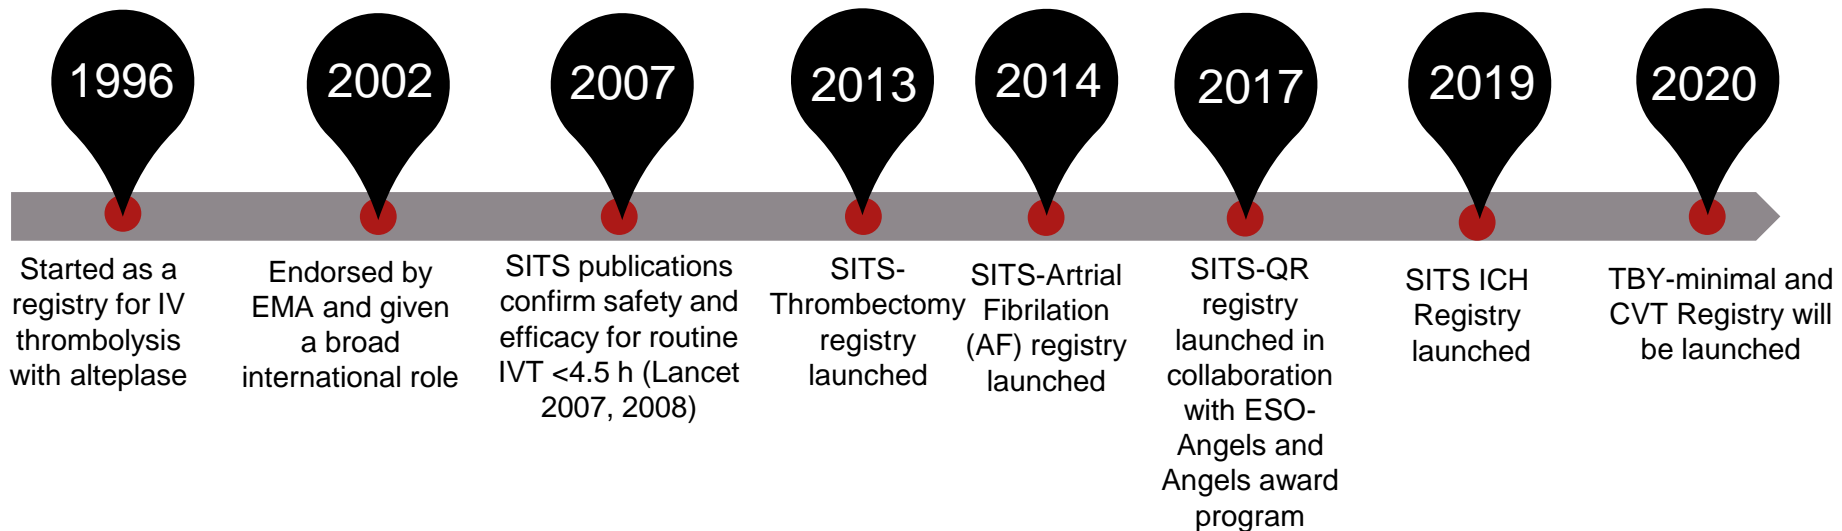 1996
Started as a
registry for IV
thrombolysis
with alteplase
2002
Endorsed by
EMA and given
a broad
international role
2007
SITS publications
confirm safety and
efficacy for routine
IVT <4.5 h (Lancet
2007, 2008)
2013
SITS-
Thrombectomy
registry
launched
2014
SITS-Artrial
Fibrilation
(AF) registry
launched
2017
SITS-QR
registry
launched in
collaboration
with ESO-
Angels and
Angels award
program
2019
SITS ICH
Registry
launched
2020
TBY-minimal and
CVT Registry will
be launched